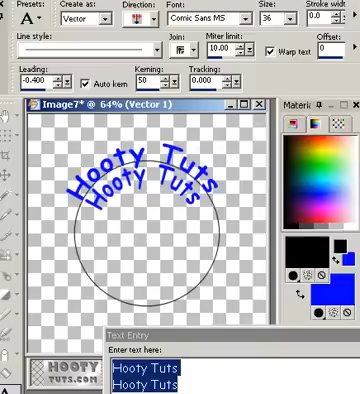 Presets:
Create as:
Direction:
Font:
Size:
Stroke width
A
Vector
Comic Sans MS
36
0.0
Line style:
Join:
Miter limit:
Offset:
10.00
Warp text
0
Leading:
Kerning:
Tracking:
-0.400
Auto kern
50
0.000
Image7* @ 64% (Vector 1)
Materi
Hooty Tuts
Hooty Tuts
Text Entry
Enter text here:
Hooty Tuts
Hooty Tuts
HOOTY
TUTS.COM